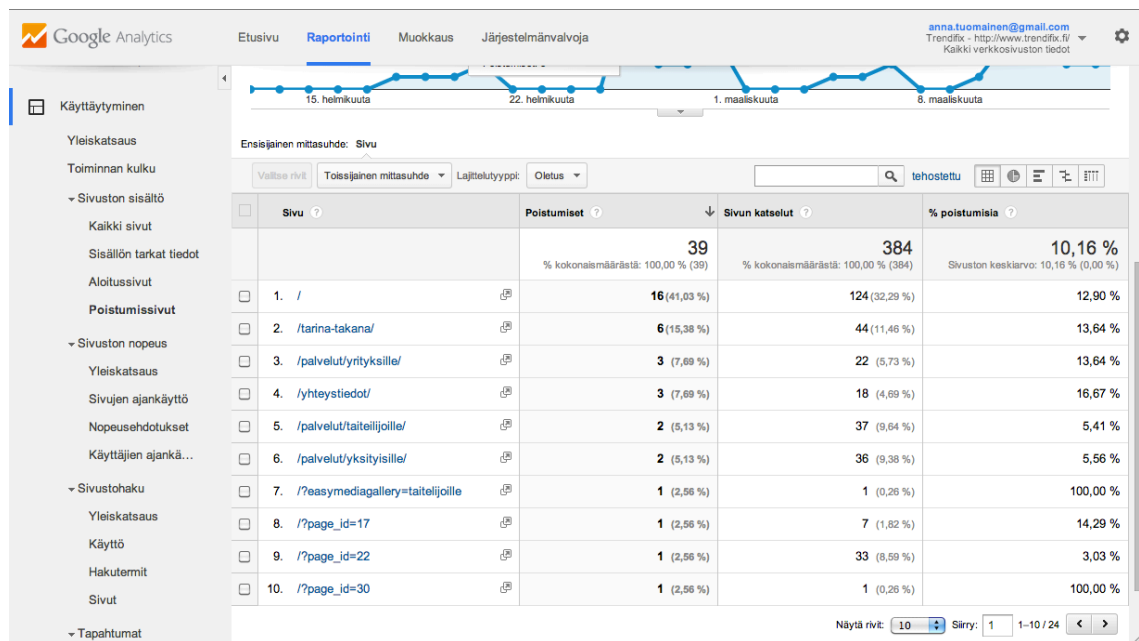 Google Analytics
Etusivu Raportointi Muokkaus Järjestelmänvalvoja
anna.tuomainen@gmail.com
Trendifix - http://www.trendifix.fi/
Kaikki verkkosivuston tiedot
15. helmikuuta 22. helmikuuta 1. maaliskuuta 8. maaliskuuta
Käyttäytyminen
Yleiskatsaus
Toiminnan kulku
Sivuston sisältö
Kaikki sivut
Sisällön tarkat tiedot
Aloitussivut
Poistumissivut
Sivuston nopeus
Yleiskatsaus
Sivujen ajankäyttö
Nopeusehdotukset
Käyttäjien ajankä...
Sivustohaku
Yleiskatsaus
Käyttö
Hakutermit
Sivut
Tapahtumat
Ensisijainen mittasuhde: Sivu
Valitse rivit Toissijainen mittasuhde Lajittelutyyppi: Oletus tehostettu
Sivu ? Poistumiset ? Sivun katselut ? % poistumisia ?
39 384 10,16 %
% kokonaismäärästä: 100,00 % (39) % kokonaismäärästä: 100,00 % (384) Sivuston keskiarvo: 10,16 % (0,00 %)
1. / 16 (41,03 %) 124 (32,29 %) 12,90 %
2. /tarina-takana/ 6 (15,38 %) 44 (11,46 %) 13,64 %
3. /palvelut/yrityksille/ 3 (7,69 %) 22 (5,73 %) 13,64 %
4. /yhteystiedot/ 3 (7,69 %) 18 (4,69 %) 16,67 %
5. /palvelut/taiteilijoille/ 2 (5,13 %) 37 (9,64 %) 5,41 %
6. /palvelut/yksityisille/ 2 (5,13 %) 36 (9,38 %) 5,56 %
7. /?easymediagallery=taitelijoille 1 (2,56 %) 1 (0,26 %) 100,00 %
8. /?page_id=17 1 (2,56 %) 7 (1,82 %) 14,29 %
9. /?page_id=22 1 (2,56 %) 33 (8,59 %) 3,03 %
10. /?page_id=30 1 (2,56 %) 1 (0,26 %) 100,00 %
Näytä rivit: 10 Siirry: 1 1–10 / 24